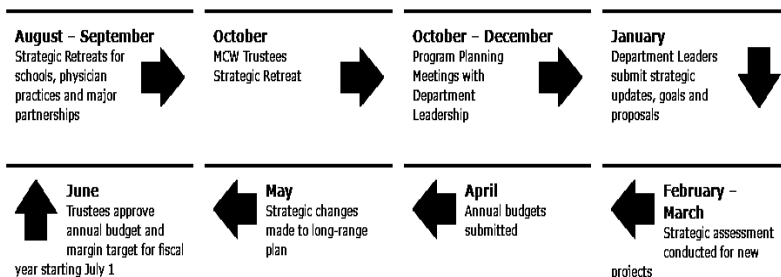 August – September
Strategic Retreats for
schools, physician
practices and major
partnerships
October
MCW Trustees
Strategic Retreat
October – December
Program Planning
Meetings with
Department
Leadership
January
Department Leaders
submit strategic
updates, goals and
proposals
June
Trustees approve
annual budget and
margin target for fiscal
year starting July 1
May
Strategic changes
made to long-range
plan
April
Annual budgets
submitted
February –
March
Strategic assessment
conducted for new
projects